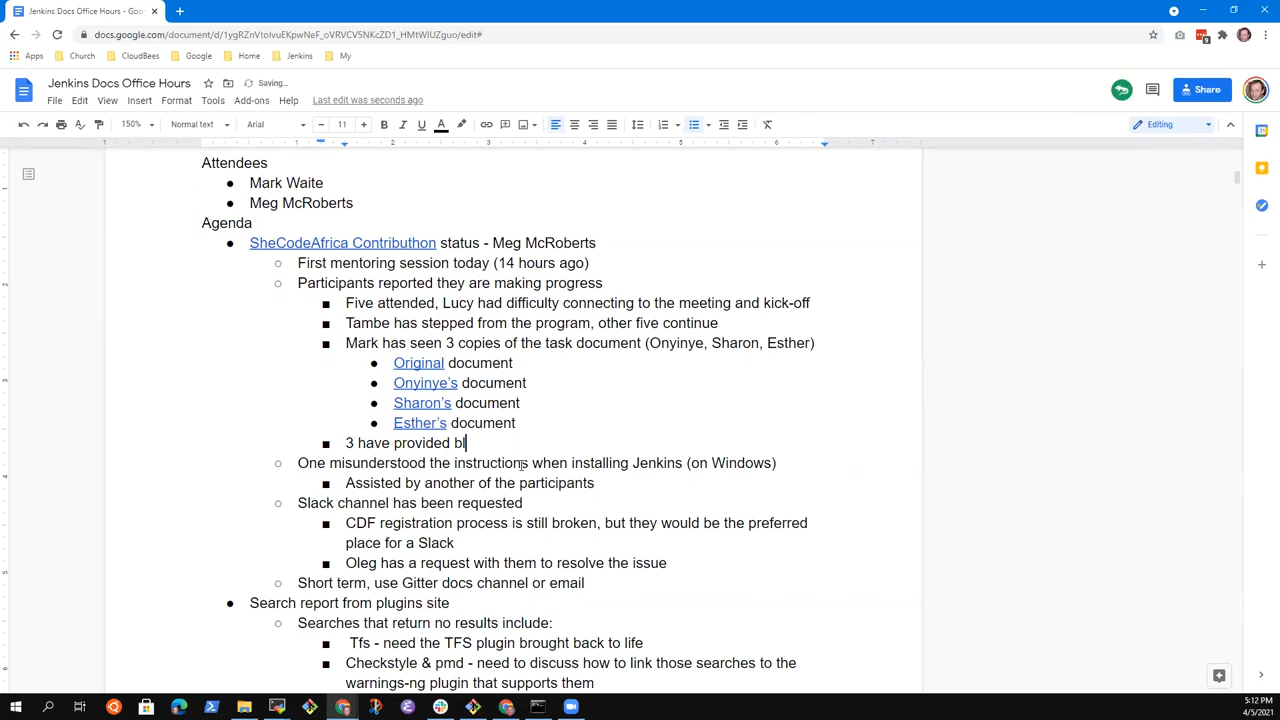 Jenkins Docs Office Hours - Goo
docs.google.com/document/d/1ygRZnVtoIvuEKpwNeF_oVRVCV5NKcZD1_HMtWIUZguo/edit#
Apps Church CloudBees Google Home Jenkins My
Jenkins Docs Office Hours Saving…
File Edit View Insert Format Tools Add-ons Help Last edit was seconds ago
Share
150% Normal text Arial 11 Editing
1 1 2 3 4 5 6 7
Attendees
● Mark Waite
● Meg McRoberts
Agenda
● SheCodeAfrica Contributhon status - Meg McRoberts
○ First mentoring session today (14 hours ago)
○ Participants reported they are making progress
■ Five attended, Lucy had difficulty connecting to the meeting and kick-off
■ Tambe has stepped from the program, other five continue
■ Mark has seen 3 copies of the task document (Onyinye, Sharon, Esther)
● Original document
● Onyinye's document
● Sharon's document
● Esther's document
■ 3 have provided bl
○ One misunderstood the instructions when installing Jenkins (on Windows)
■ Assisted by another of the participants
○ Slack channel has been requested
■ CDF registration process is still broken, but they would be the preferred
place for a Slack
■ Oleg has a request with them to resolve the issue
○ Short term, use Gitter docs channel or email
● Search report from plugins site
○ Searches that return no results include:
■ Tfs - need the TFS plugin brought back to life
■ Checkstyle & pmd - need to discuss how to link those searches to the
warnings-ng plugin that supports them
5:12 PM
4/5/2021